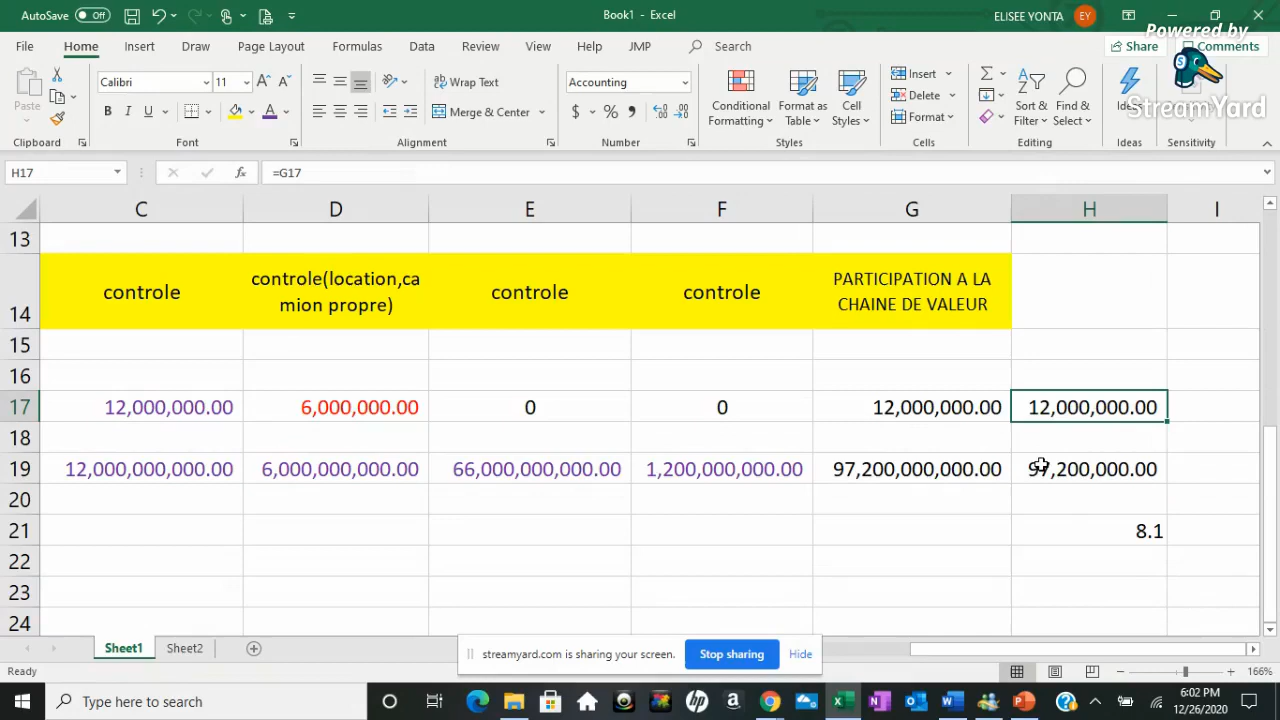 AutoSave Off Book1 - Excel ELISEE YONTA EY
Powered by
StreamYard
File Home Insert Draw Page Layout Formulas Data Review View Help JMP Search Share Comments
Paste Calibri 11 Wrap Text Accounting Conditional Formatting Format as Table Cell Styles Insert Sort & Filter Find & Select
B I U Merge & Center $ % Delete
Format
Clipboard Font Alignment Number Styles Cells Editing Ideas Sensitivity
H17 fx =G17
C D E F G H I
13
14 controle controle(location,ca
mion propre) controle controle PARTICIPATION A LA
CHAINE DE VALEUR
15
16
17 12,000,000.00 6,000,000.00 0 0 12,000,000.00 12,000,000.00
18
19 12,000,000,000.00 6,000,000,000.00 66,000,000,000.00 1,200,000,000.00 97,200,000,000.00 97,200,000.00
20
21 8.1
22
23
24
Sheet1 Sheet2
streamyard.com is sharing your screen. Stop sharing Hide
Ready 166%
Type here to search
6:02 PM
12/26/2020